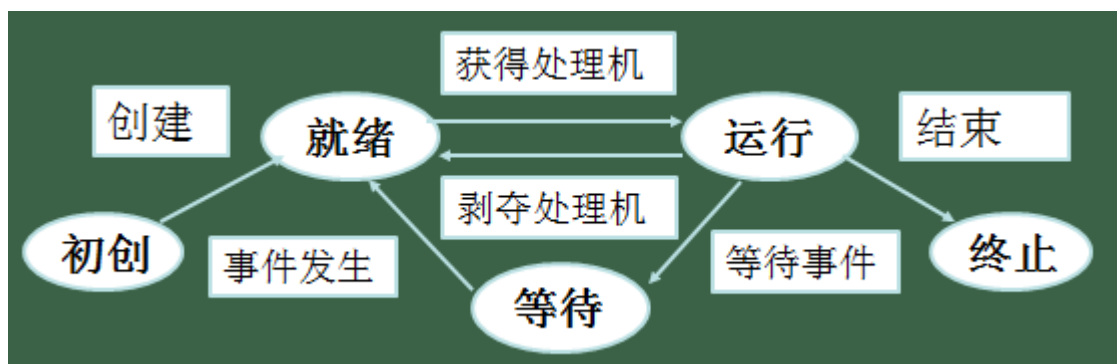 获得处理机
创建
就绪
运行
结束
剥夺处理机
初创
事件发生
等待事件
终止
等待